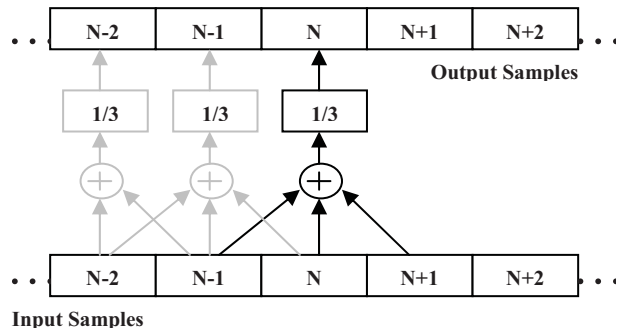 . . . N-2 N-1 N N+1 N+2 . . .
Output Samples
1/3 1/3 1/3
+ + +
. . . N-2 N-1 N N+1 N+2 . . .
Input Samples